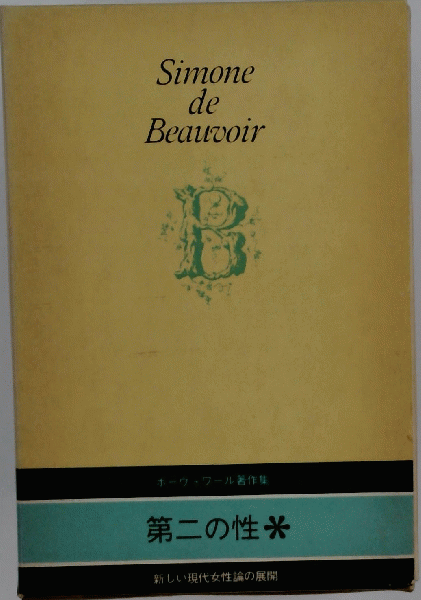 Simone
de
Beauvoir
B
ボーヴォワール著作集
第二の性*
新しい現代女性論の展開